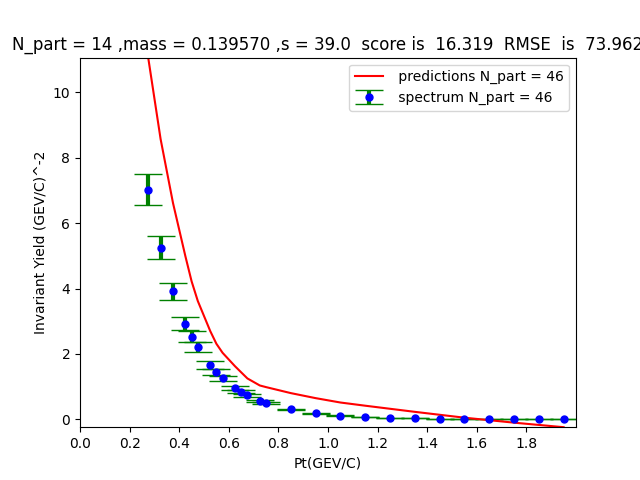 N_part = 14 ,mass = 0.139570 ,s = 39.0  score is  16.319  RMSE  is  73.962
predictions N_part = 46
spectrum N_part = 46
Invariant Yield (GEV/C)^-2
10
8
6
4
2
0
0.0 0.2 0.4 0.6 0.8 1.0 1.2 1.4 1.6 1.8
Pt(GEV/C)